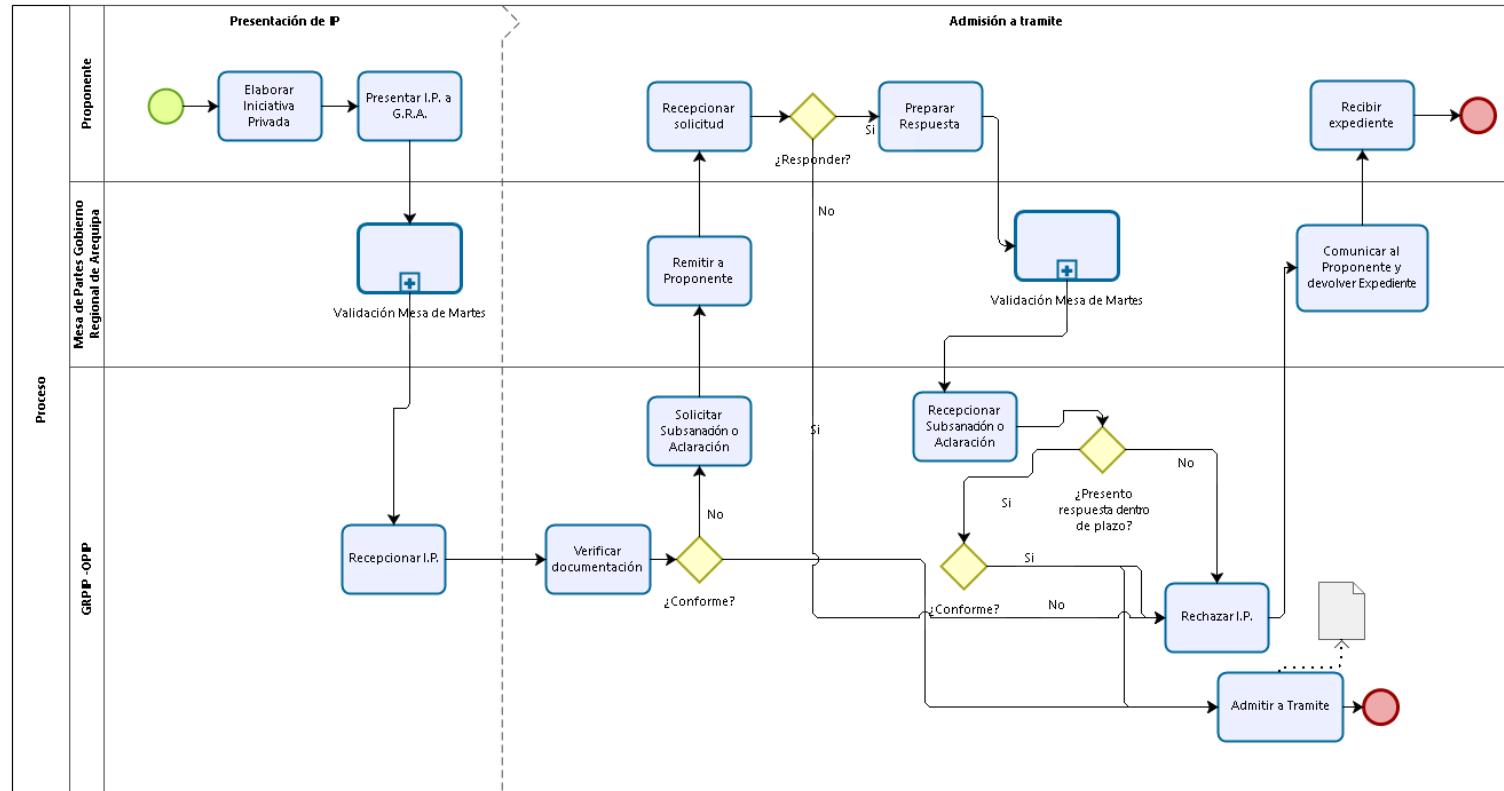 Presentación de IP
Admisión a tramite
Proceso
Proponente
Elaborar
Iniciativa
Privada
Presentar I.P. a
G.R.A.
Recepcionar
solicitud
¿Responder?
Si
No
Preparar
Respuesta
Recibir
expediente
Mesa de Partes Gobierno
Regional de Arequipa
Validación Mesa de Martes
Remitir a
Proponente
Validación Mesa de Martes
Comunicar al
Proponente y
devolver Expediente
GRPIP -OPIP
Recepcionar I.P.
Verificar
documentación
¿Conforme?
No
Si
Solicitar
Subsanación o
Aclaración
Recepcionar
Subsanación o
Aclaración
¿Presento
respuesta dentro
de plazo?
Si
No
¿Conforme?
Si
No
Rechazar I.P.
Admitir a Tramite